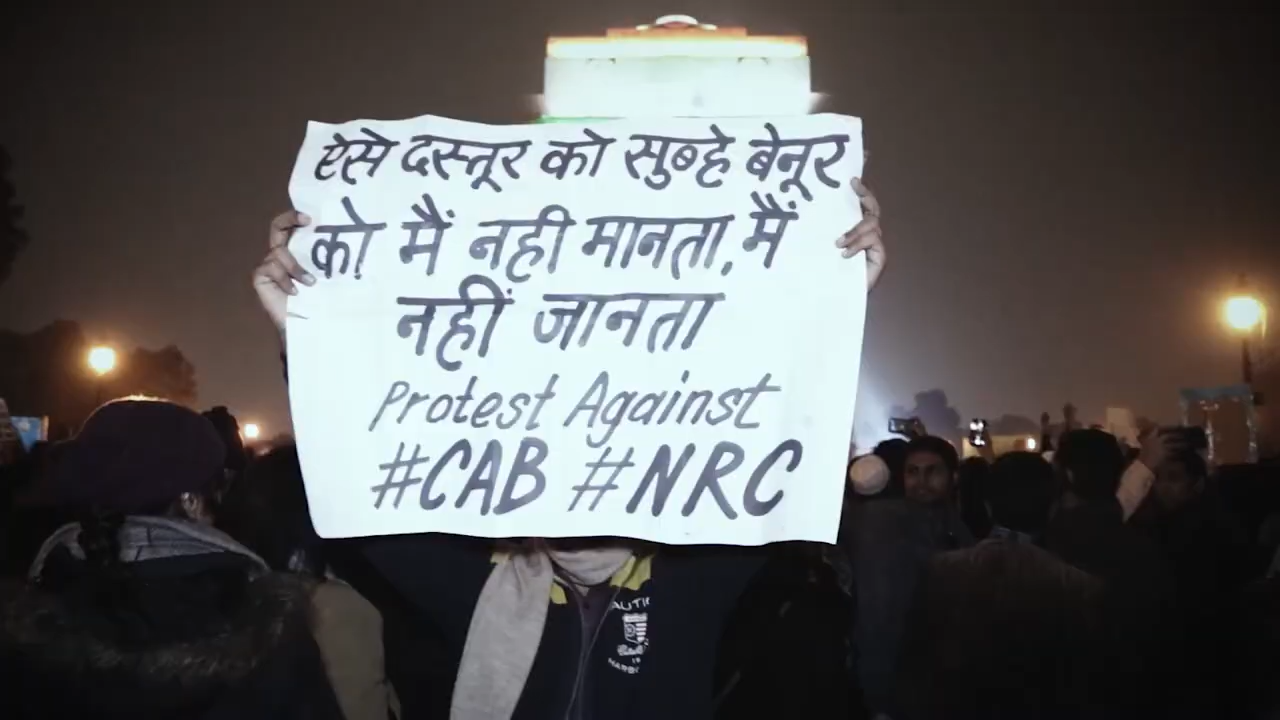 ऐसे दस्तूर को सुब्हे बेनूर
को मैं नही मानता, मैं
नहीं जानता
Protest Against
#CAB #NRC